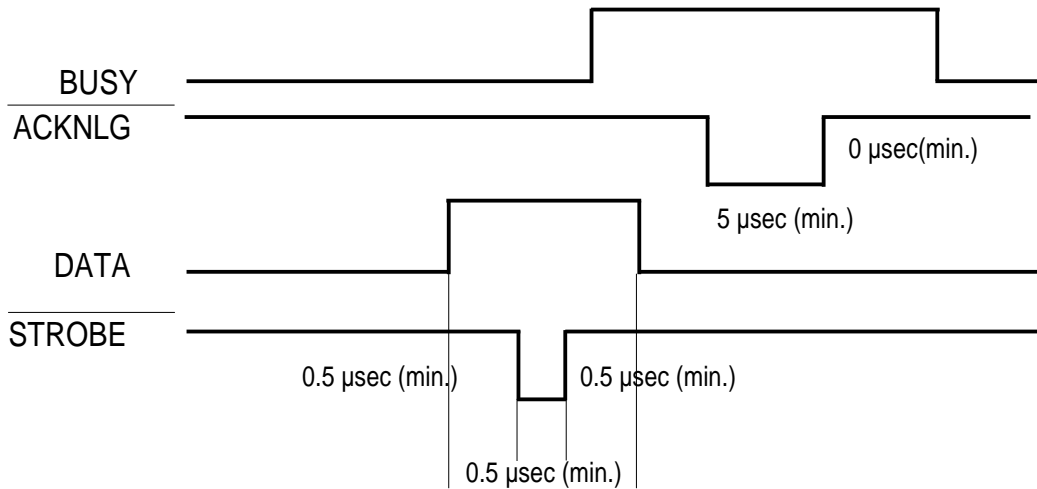 BUSY
ACKNLG
0 µsec(min.)
5 µsec (min.)
DATA
STROBE
0.5 µsec (min.)
0.5 µsec (min.)
0.5 µsec (min.)